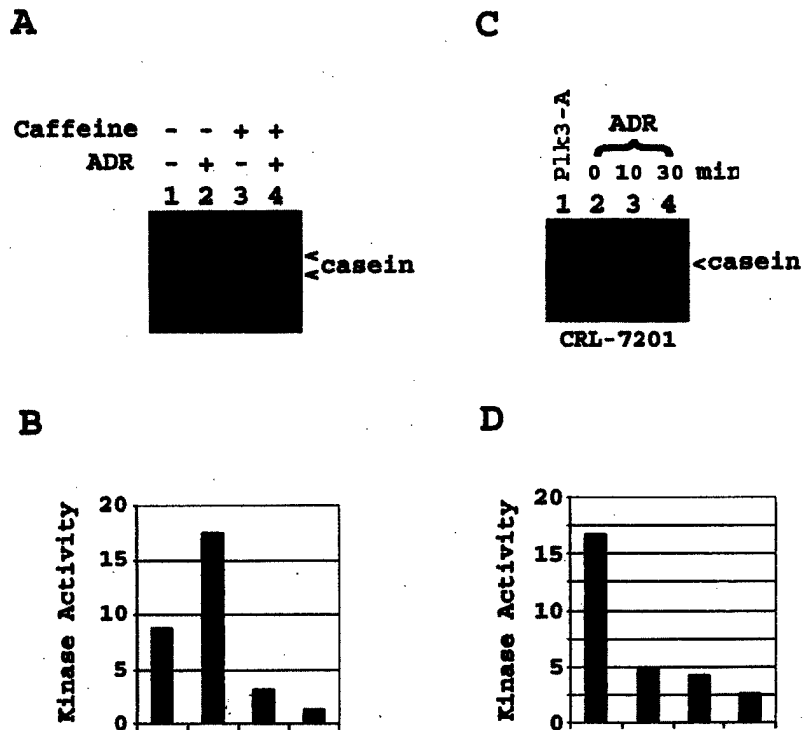 A
Caffeine - - + +
ADR - + - +
1 2 3 4
casein
C
Plk3-A
ADR
0 10 30 min
1 2 3 4
<casein
CRL-7201
B
Kinase Activity
20
15
10
5
0
D
Kinase Activity
20
15
10
5
0